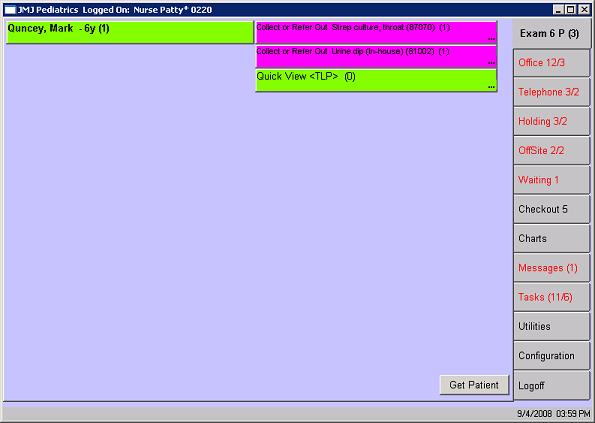 JMJ Pediatrics Logged On: Nurse Patty* 0220
Quncey, Mark - 6y (1)
Collect or Refer Out Strep culture, throat (87070) (1)
...
Collect or Refer Out Urine dip (in-house) (81002) (1)
...
Quick View <TLP> (0)
...
Exam 6 P (3)
Office 12/3
Telephone 3/2
Holding 3/2
OffSite 2/2
Waiting 1
Checkout 5
Charts
Messages (1)
Tasks (11/6)
Utilities
Configuration
Get Patient
Logoff
9/4/2008 03:59 PM